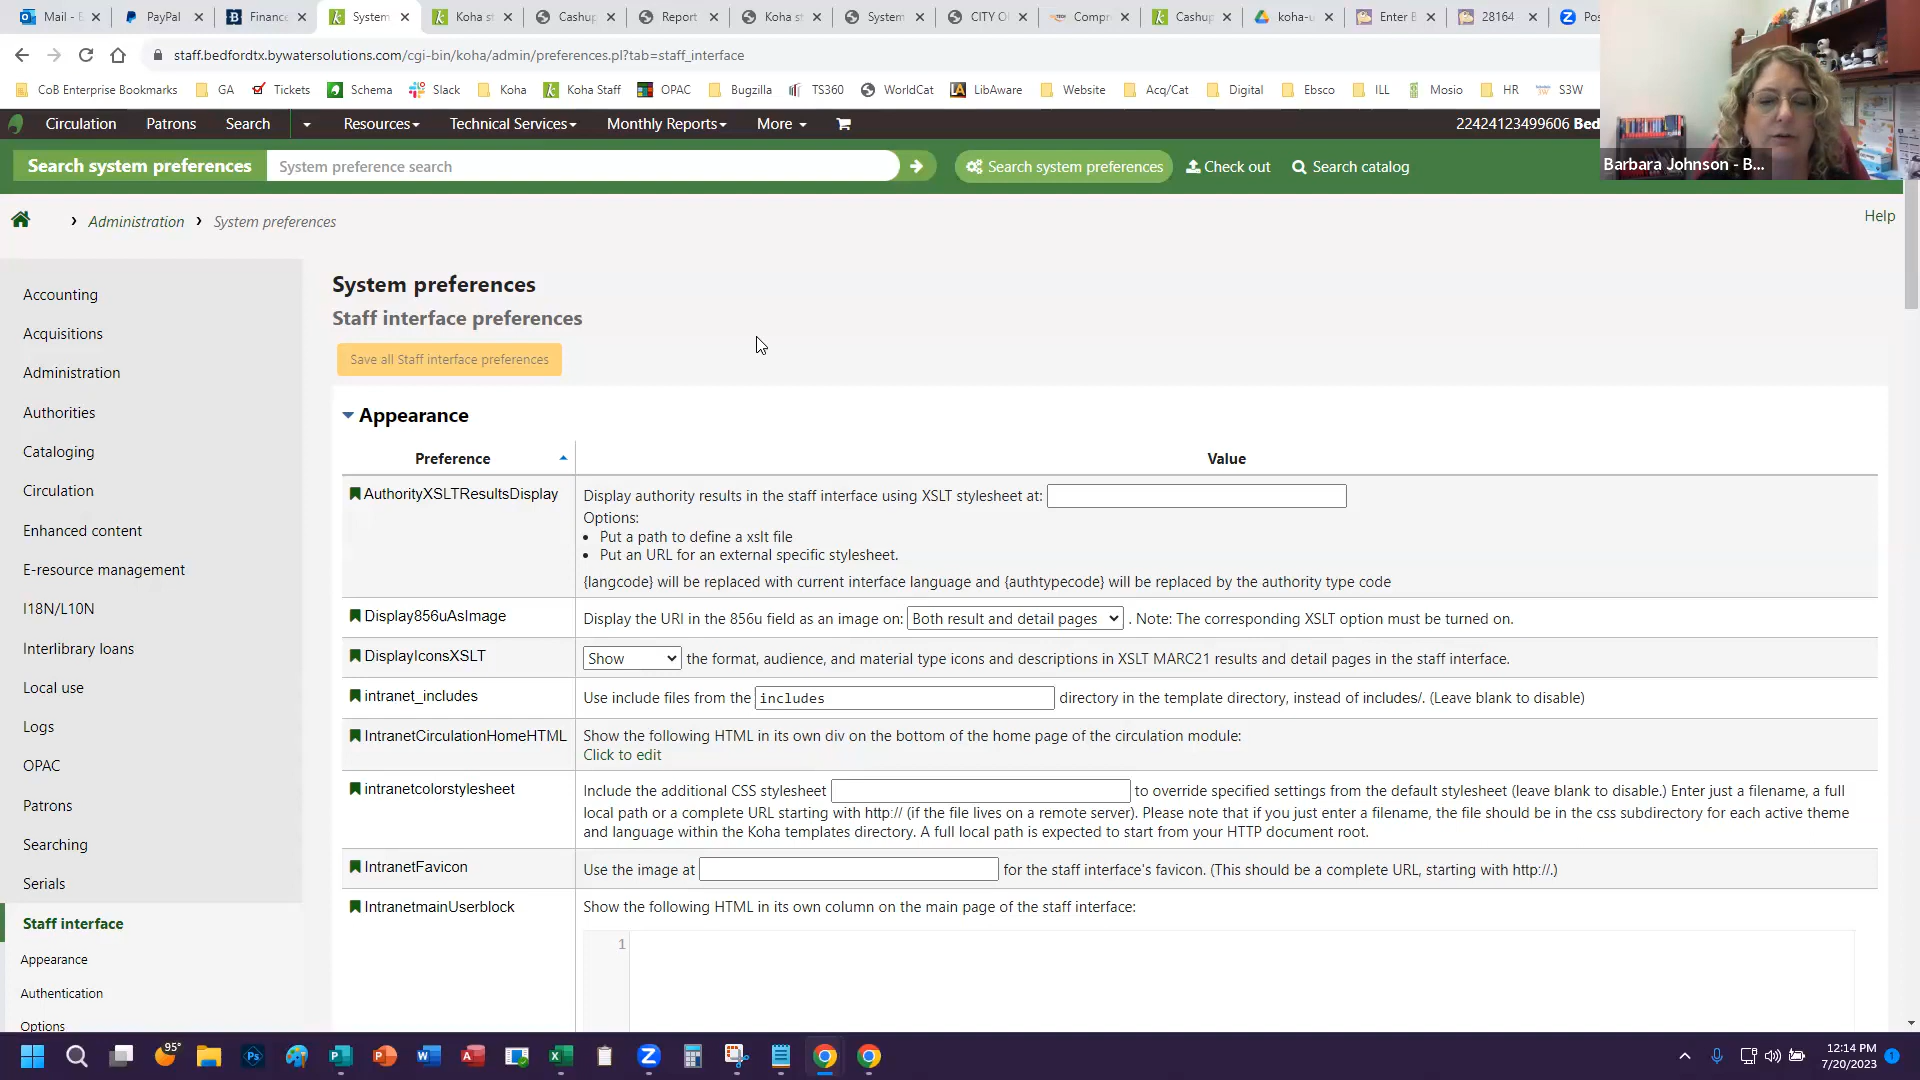 Mail - E
PayPal
Finance
System
Koha st
Cashup
Report
Koha st
System
CITY O
Compr
Cashup
koha-u
Enter B
28164
Pos
staff.bedfordtx.bywatersolutions.com/cgi-bin/koha/admin/preferences.pl?tab=staff_interface
CoB Enterprise Bookmarks
GA
Tickets
Schema
Slack
Koha
Koha Staff
OPAC
Bugzilla
TS360
WorldCat
LibAware
Website
Acq/Cat
Digital
Ebsco
ILL
Mosio
HR
S3W
Circulation
Patrons
Search
Resources
Technical Services
Monthly Reports
More
22424123499606 Bed
Barbara Johnson - B...
Search system preferences
System preference search
Search system preferences
Check out
Search catalog
Administration
System preferences
Help
Accounting
Acquisitions
Administration
Authorities
Cataloging
Circulation
Enhanced content
E-resource management
I18N/L10N
Interlibrary loans
Local use
Logs
OPAC
Patrons
Searching
Serials
Staff interface
Appearance
Authentication
Options
System preferences
Staff interface preferences
Save all Staff interface preferences
Appearance
Preference
Value
AuthorityXSLTResultsDisplay
Display authority results in the staff interface using XSLT stylesheet at:
Options:
• Put a path to define a xslt file
• Put an URL for an external specific stylesheet.
{langcode} will be replaced with current interface language and {authtypecode} will be replaced by the authority type code
Display856uAsImage
Display the URI in the 856u field as an image on: Both result and detail pages . Note: The corresponding XSLT option must be turned on.
DisplayIconsXSLT
Show the format, audience, and material type icons and descriptions in XSLT MARC21 results and detail pages in the staff interface.
intranet_includes
Use include files from the includes directory in the template directory, instead of includes/. (Leave blank to disable)
IntranetCirculationHomeHTML
Show the following HTML in its own div on the bottom of the home page of the circulation module:
Click to edit
intranetcolorstylesheet
Include the additional CSS stylesheet to override specified settings from the default stylesheet (leave blank to disable.) Enter just a filename, a full
local path or a complete URL starting with http:// (if the file lives on a remote server). Please note that if you just enter a filename, the file should be in the css subdirectory for each active theme
and language within the Koha templates directory. A full local path is expected to start from your HTTP document root.
IntranetFavicon
Use the image at for the staff interface's favicon. (This should be a complete URL, starting with http://.)
IntranetmainUserblock
Show the following HTML in its own column on the main page of the staff interface:
1
95°
12:14 PM
7/20/2023
1